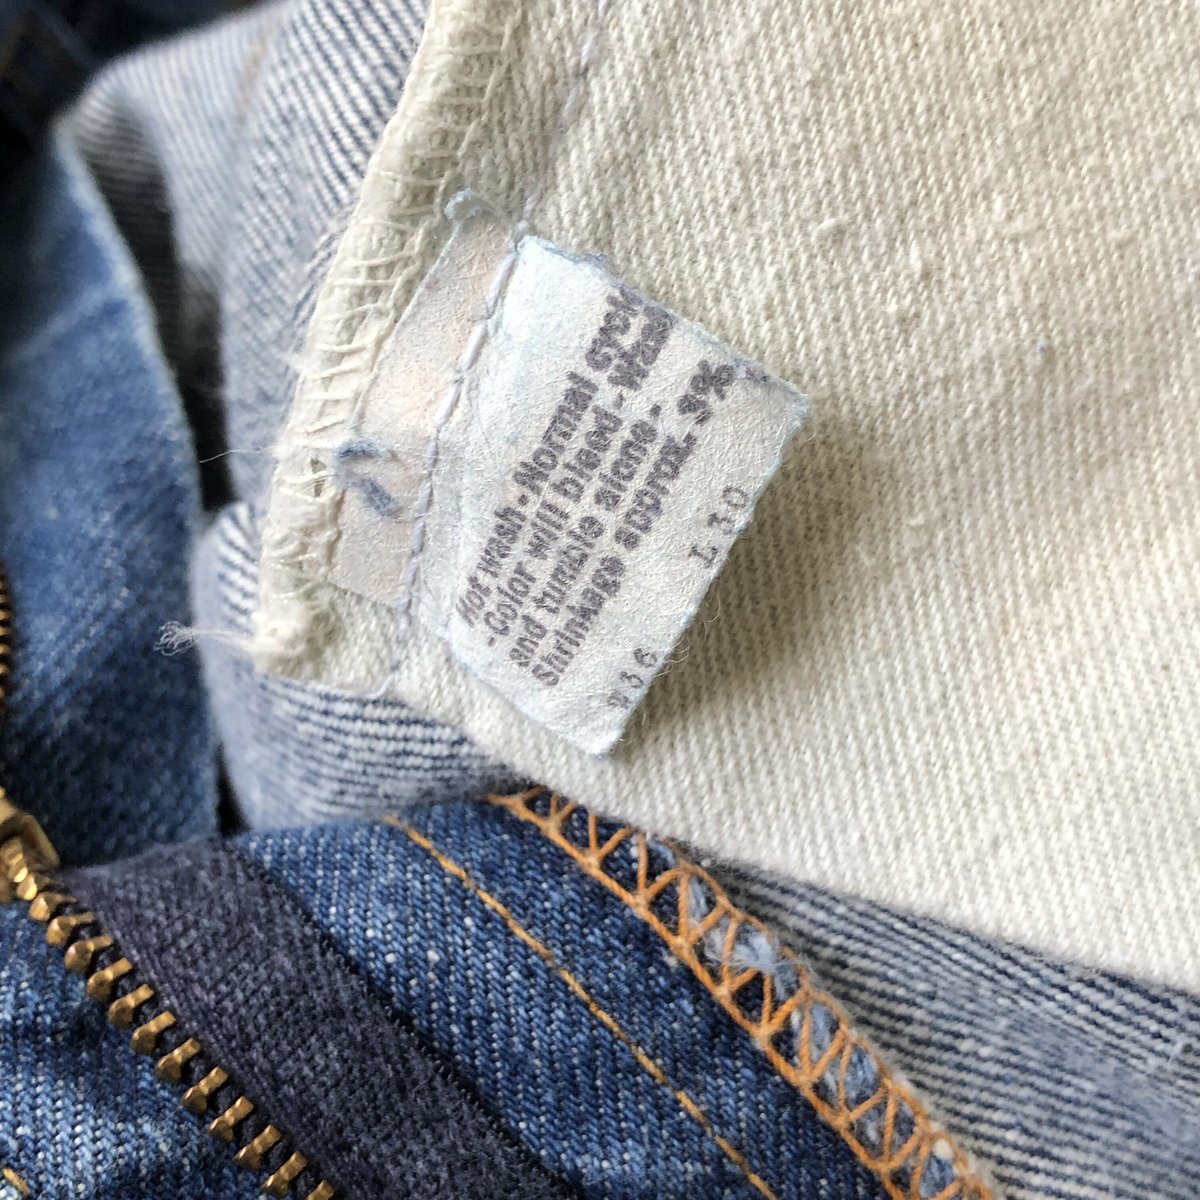 Hot wash - Normal cycle
- Color will bleed - Wash
and tumble alone -
Shrinkage approx. 3%
W36 L30